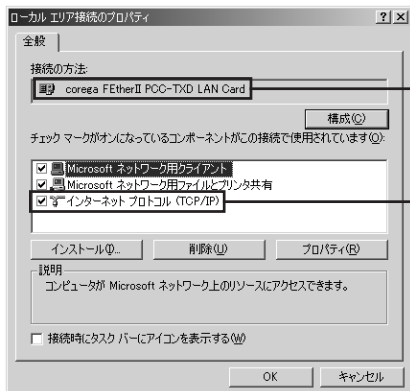 ローカル エリア接続のプロパティ
全般
接続の方法:
corega FEtherII PCC-TXD LAN Card
構成(C)
チェック マークがオンになっているコンポーネントがこの接続で使用されています(O):
Microsoft ネットワーク用クライアント
Microsoft ネットワーク用ファイルとプリンタ共有
インターネット プロトコル (TCP/IP)
インストール(I)... 削除(U) プロパティ(R)
説明
コンピュータが Microsoft ネットワーク上のリソースにアクセスできます。
接続時にタスク バーにアイコンを表示する(W)
OK キャンセル